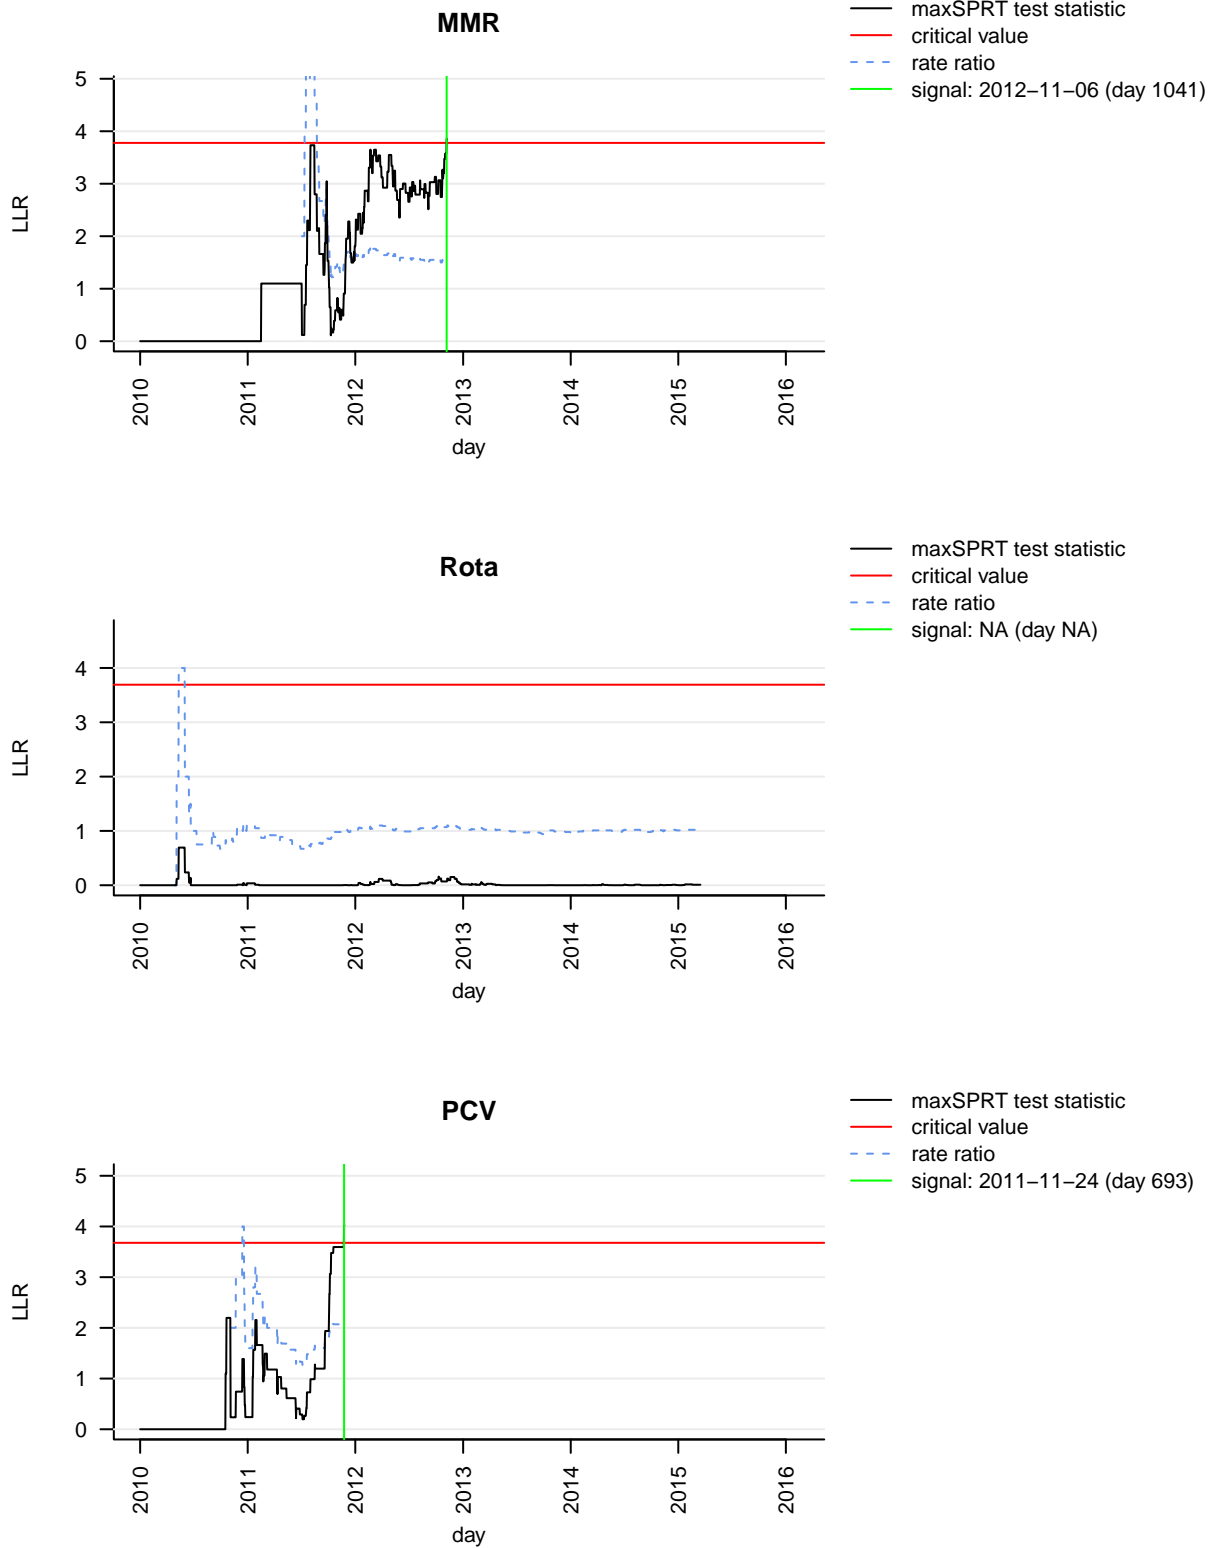 MMR
maxSPRT test statistic
critical value
rate ratio
signal: 2012−11−06 (day 1041)
5
4
3
2
1
0
LLR
2010
2011
2012
2013
2014
2015
2016
day
Rota
maxSPRT test statistic
critical value
rate ratio
signal: NA (day NA)
4
3
2
1
0
LLR
2010
2011
2012
2013
2014
2015
2016
day
PCV
maxSPRT test statistic
critical value
rate ratio
signal: 2011−11−24 (day 693)
5
4
3
2
1
0
LLR
2010
2011
2012
2013
2014
2015
2016
day